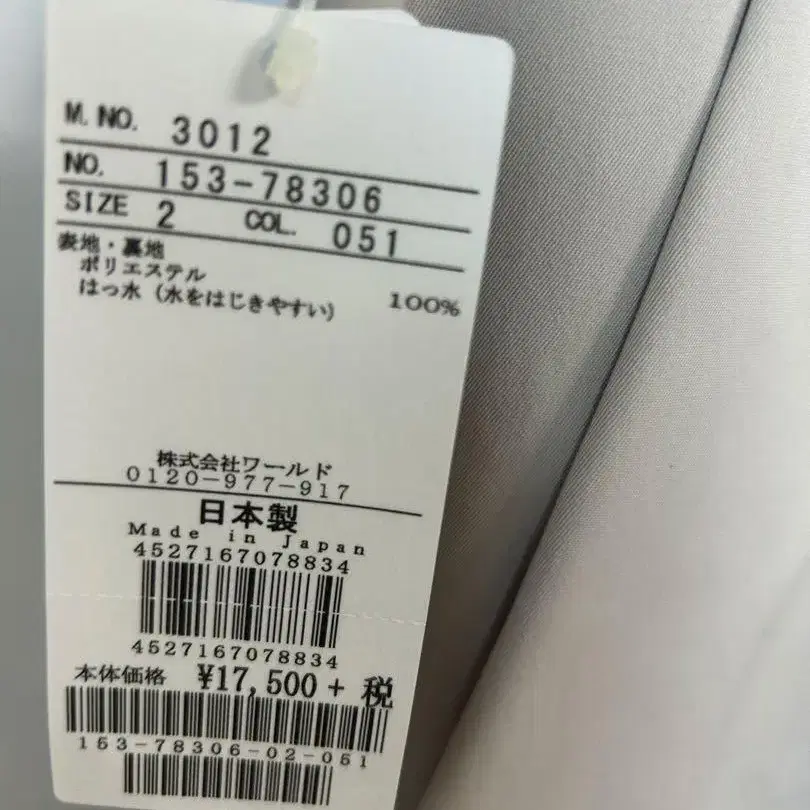 M.NO. 3012
NO. 153-78306
SIZE 2 COL. 051
表地・裏地
ポリエステル
はっ水（水をはじきやすい） 100%
株式会社ワールド
0120-977-917
日本製
Made in Japan
4527167078834
4527167078834
本体価格 ¥17,500 + 税
153-78306-02-051